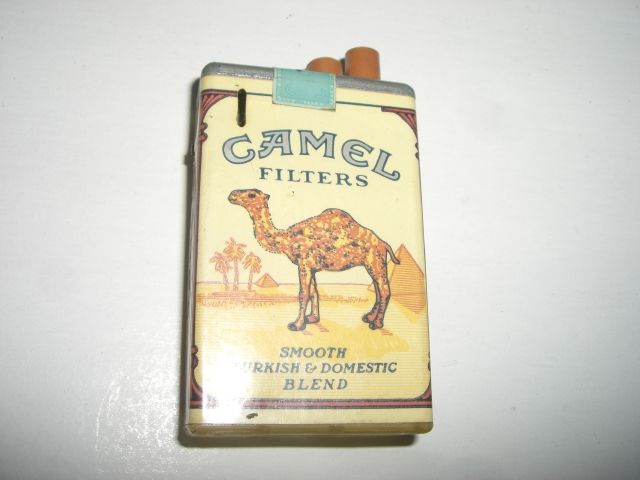 CAMEL
FILTERS
SMOOTH
TURKISH & DOMESTIC
BLEND